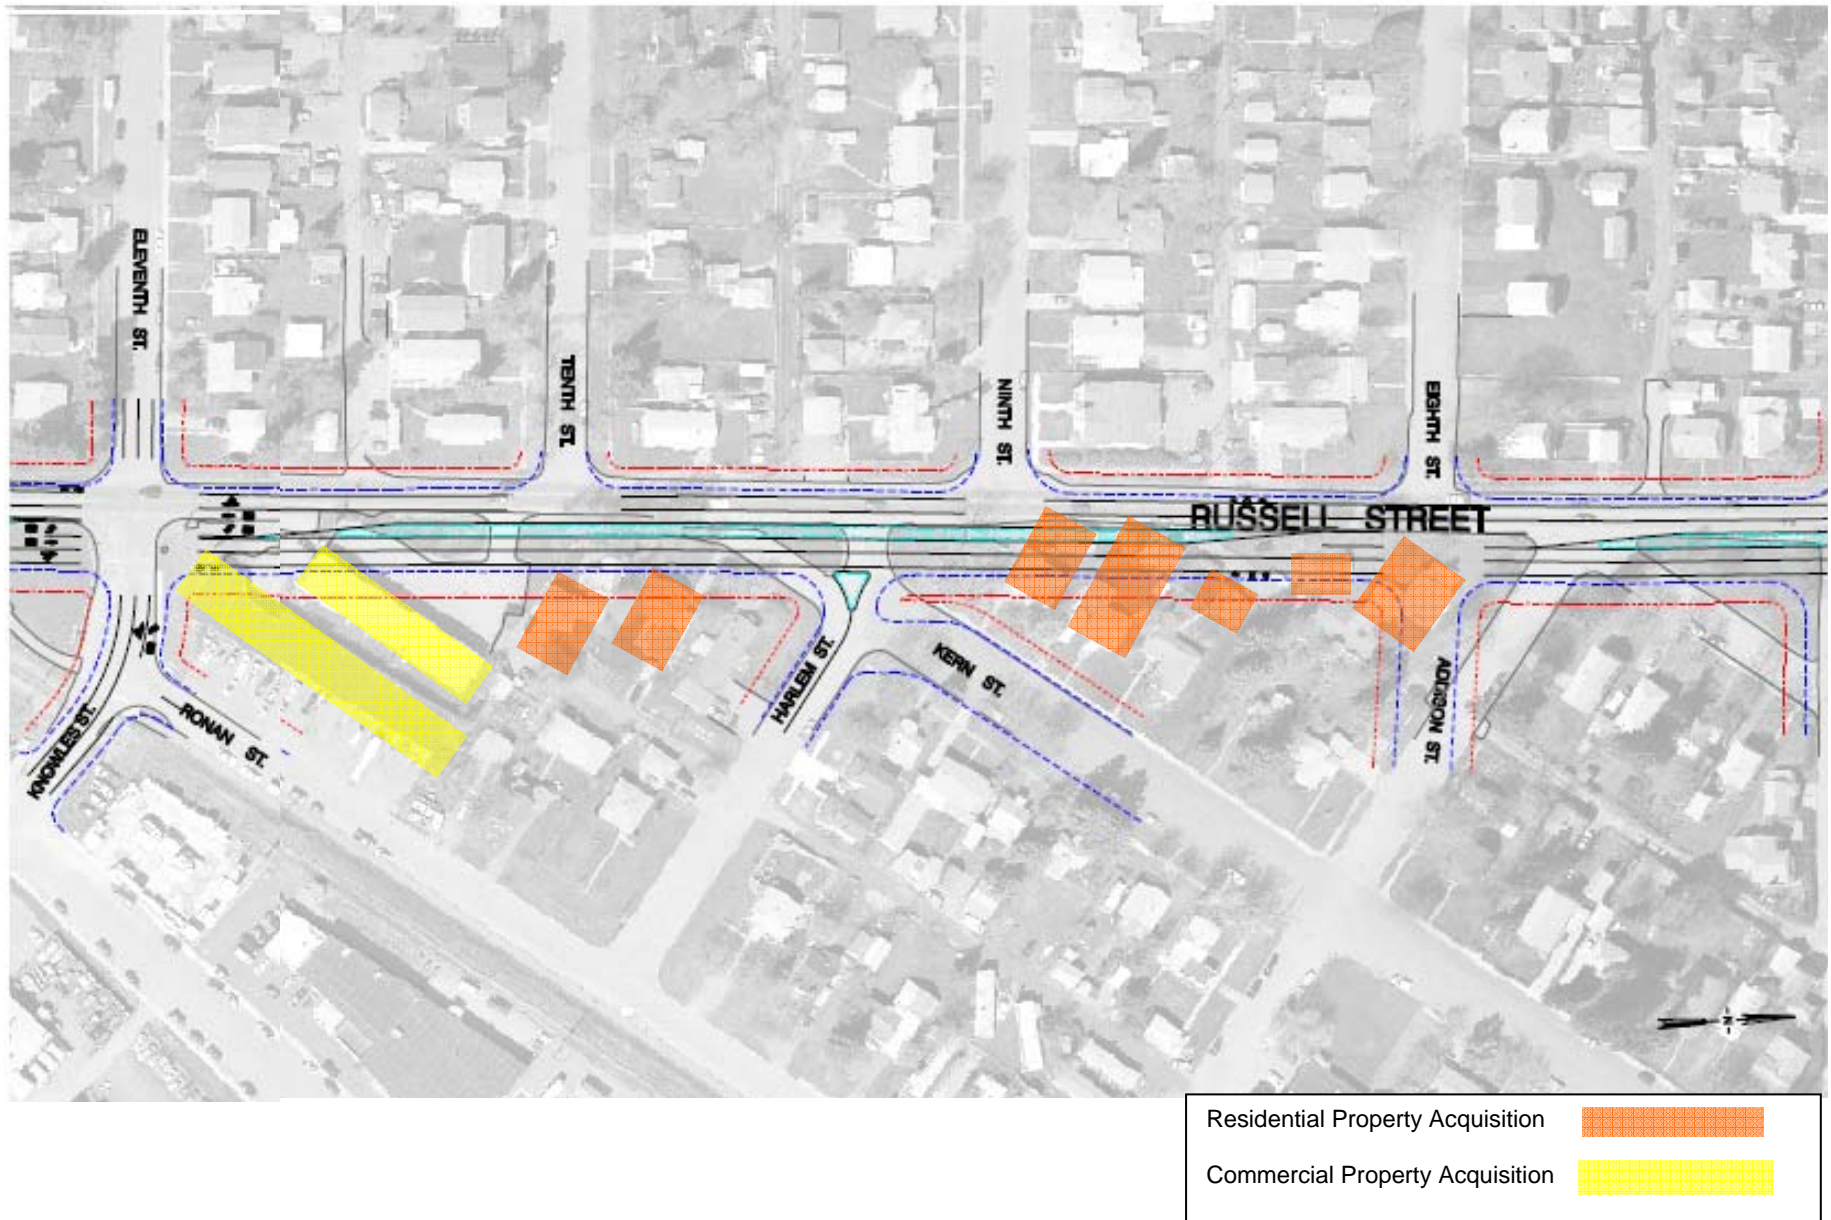 ELEVENTH ST.
TENTH ST.
NINTH ST.
EIGHTH ST.
RUSSELL STREET
KNOWLES ST.
RONAN ST.
HARLEM ST.
KERN ST.
ADDISON ST.
N
Residential Property Acquisition
Commercial Property Acquisition